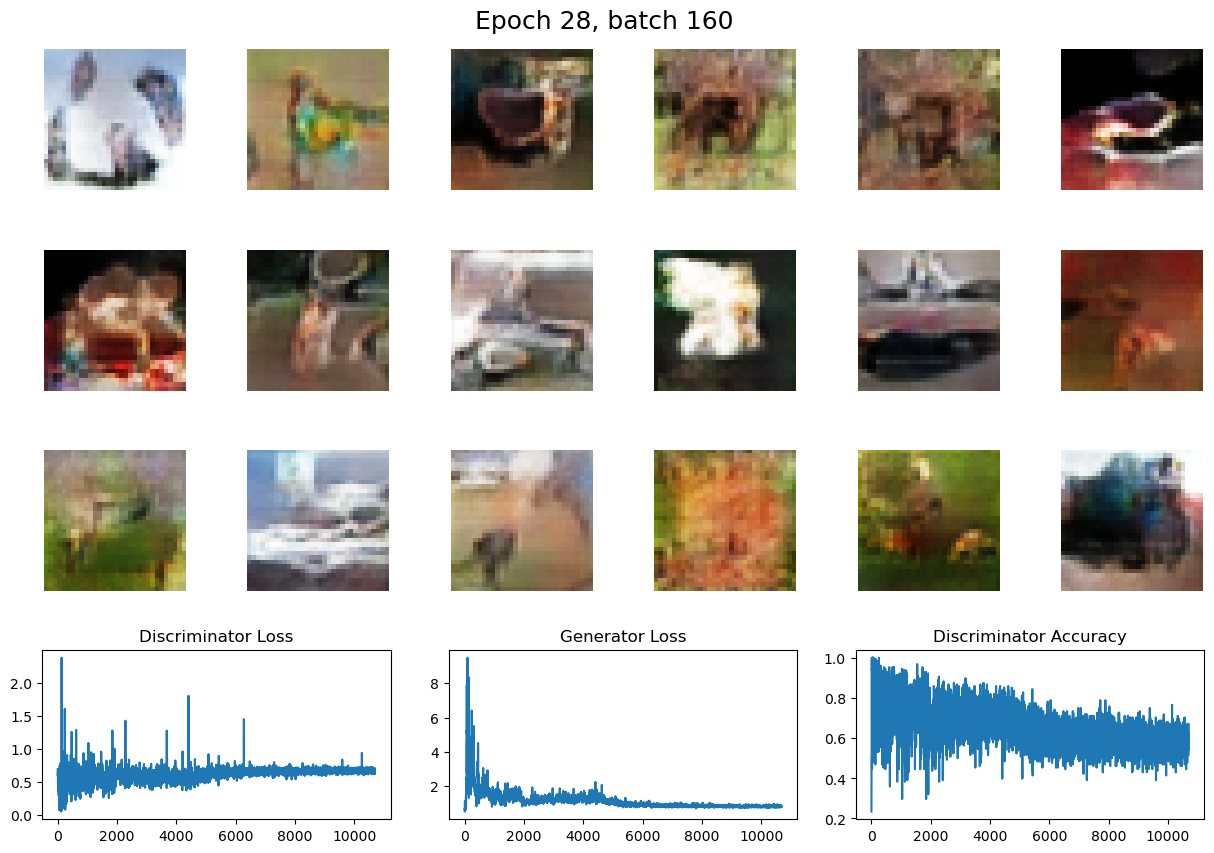 Epoch 28, batch 160
Discriminator Loss
Generator Loss
Discriminator Accuracy
2.0
1.5
1.0
0.5
0.0
0 2000 4000 6000 8000 10000
8
6
4
2
0 2000 4000 6000 8000 10000
1.0
0.8
0.6
0.4
0.2
0 2000 4000 6000 8000 10000